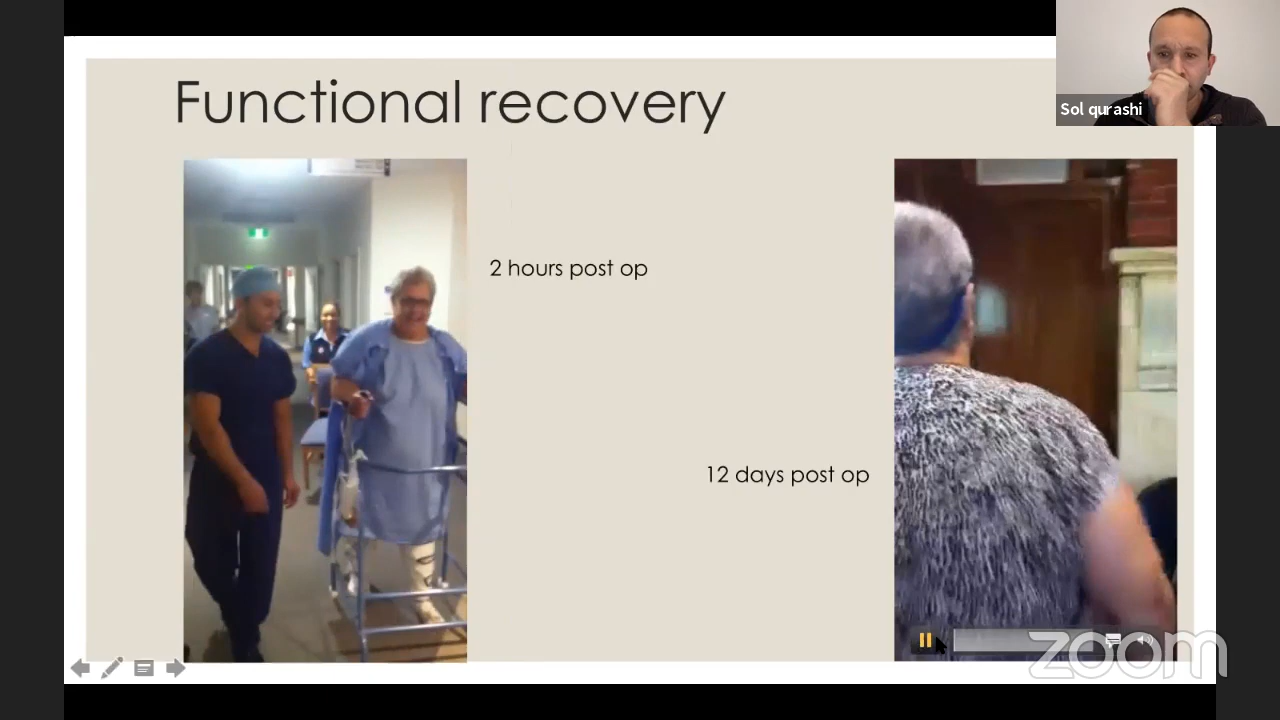 Functional recovery
Sol qurashi
2 hours post op
12 days post op
zoom